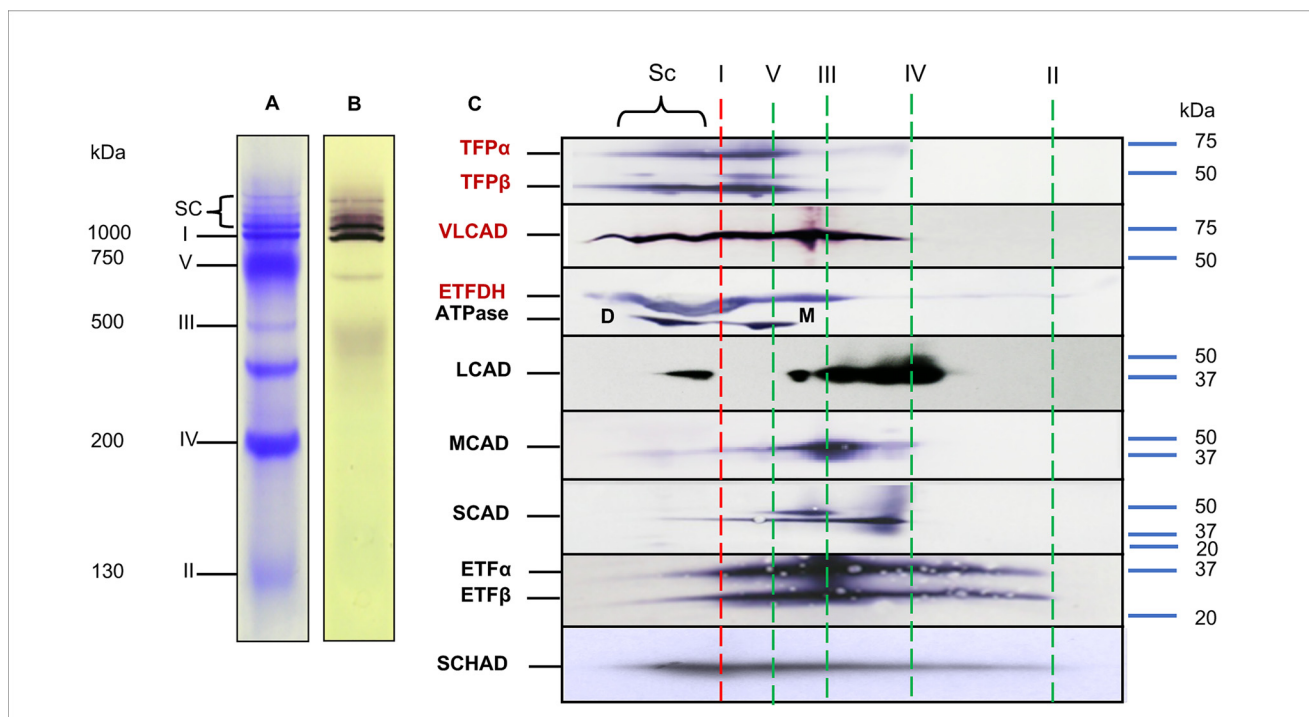 Sc I V III IV II
A B C kDa
kDa
TFPα 75
TFPβ 50
SC
1000 I
VLCAD 75
750 V
50
ETFDH
ATPase D M
500 III
LCAD 50
37
200 IV
MCAD 50
37
SCAD 50
37
20
130 II
ETFα 37
ETFβ
20
SCHAD